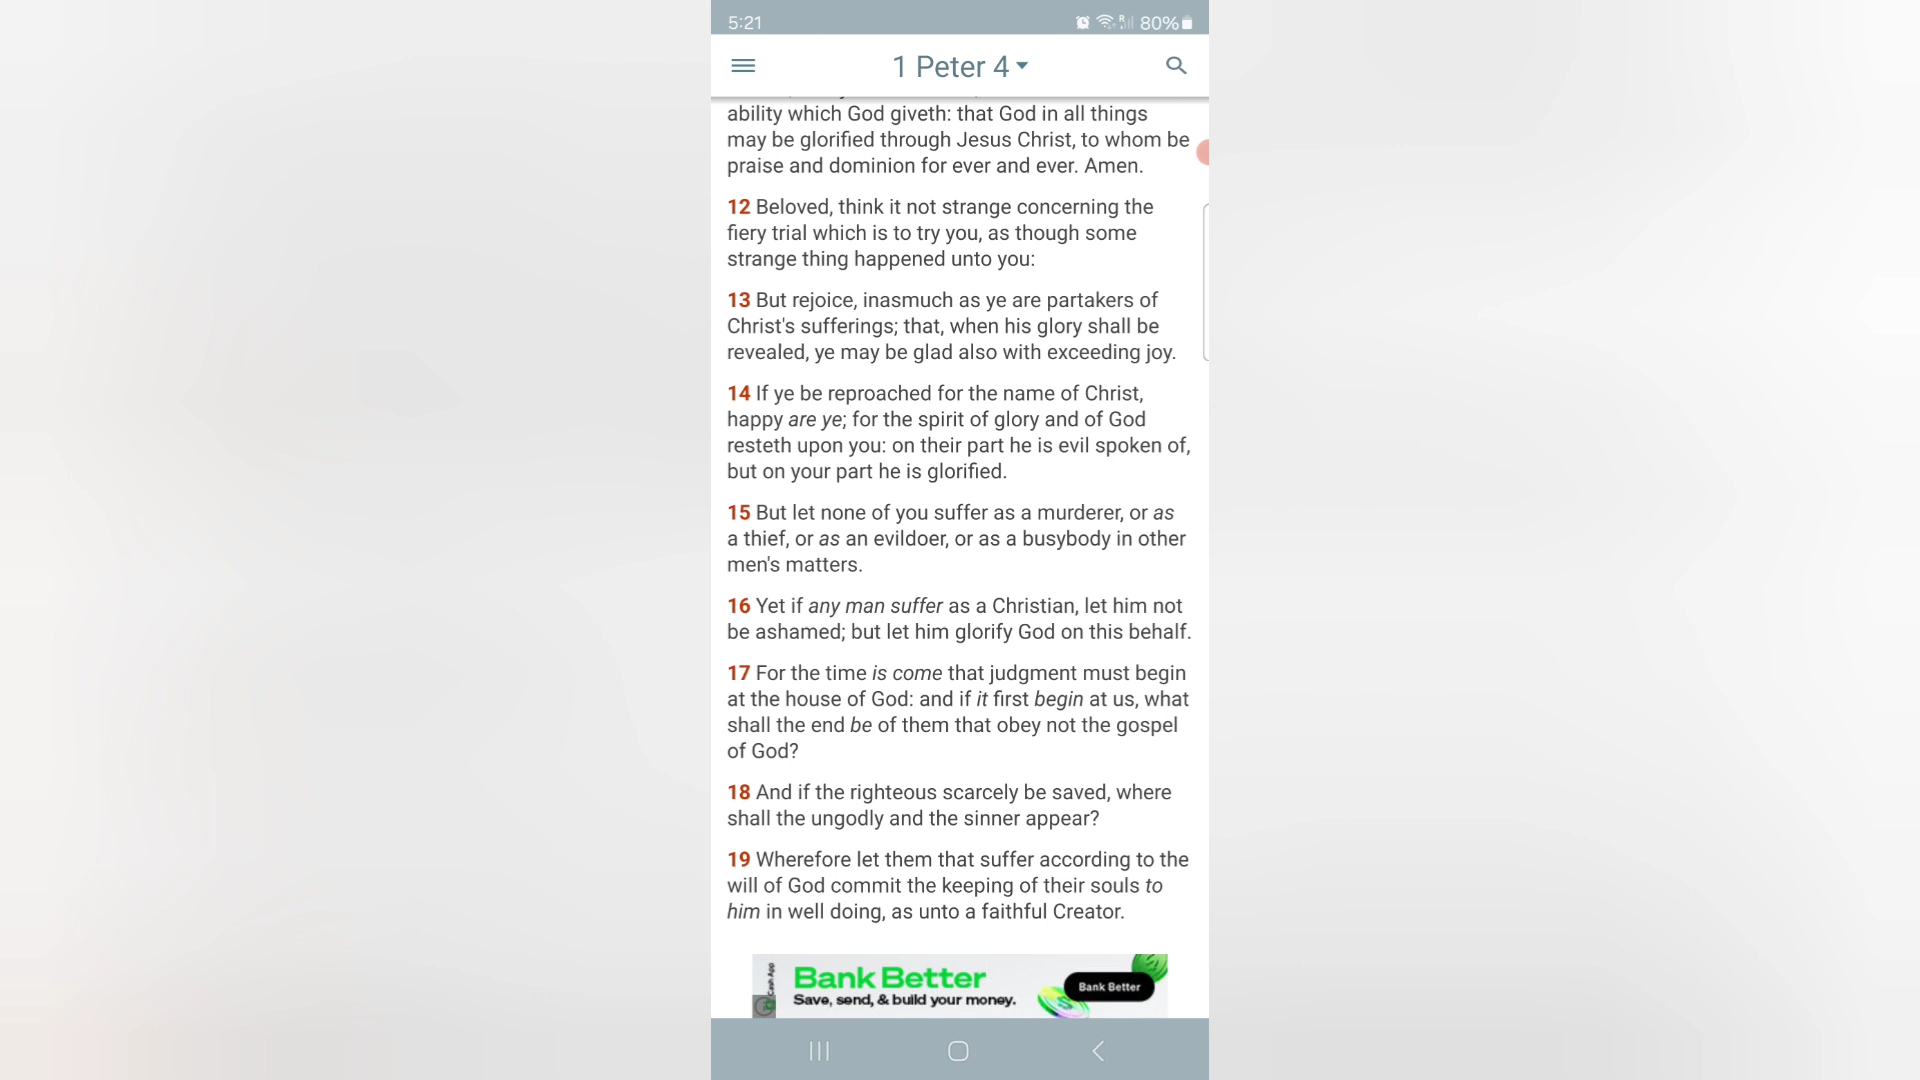 5:21
80%
1 Peter 4
ability which God giveth: that God in all things
may be glorified through Jesus Christ, to whom be
praise and dominion for ever and ever. Amen.
12 Beloved, think it not strange concerning the
fiery trial which is to try you, as though some
strange thing happened unto you:
13 But rejoice, inasmuch as ye are partakers of
Christ's sufferings; that, when his glory shall be
revealed, ye may be glad also with exceeding joy.
14 If ye be reproached for the name of Christ,
happy are ye; for the spirit of glory and of God
resteth upon you: on their part he is evil spoken of,
but on your part he is glorified.
15 But let none of you suffer as a murderer, or as
a thief, or as an evildoer, or as a busybody in other
men's matters.
16 Yet if any man suffer as a Christian, let him not
be ashamed; but let him glorify God on this behalf.
17 For the time is come that judgment must begin
at the house of God: and if it first begin at us, what
shall the end be of them that obey not the gospel
of God?
18 And if the righteous scarcely be saved, where
shall the ungodly and the sinner appear?
19 Wherefore let them that suffer according to the
will of God commit the keeping of their souls to
him in well doing, as unto a faithful Creator.
Cash App
Bank Better
Save, send, & build your money.
Bank Better